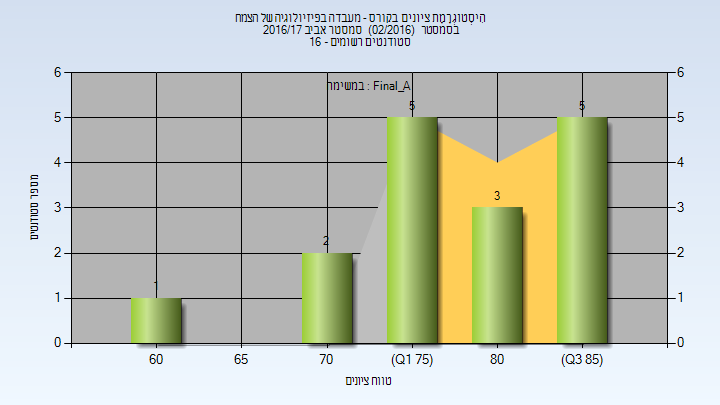 היסטוגרמת ציונים בקורס - מעבדה בפיזיולוגיה של הצמח
בסמסטר (02/2016) סמסטר אביב 2016/17
סטודנטים רשומים - 16
במשימה : Final_A
6
5
4
3
2
1
0
6
5
4
3
2
1
0
מספר סטודנטים
1
2
5
3
5
60
65
70
(Q1 75)
80
(Q3 85)
טווח ציונים